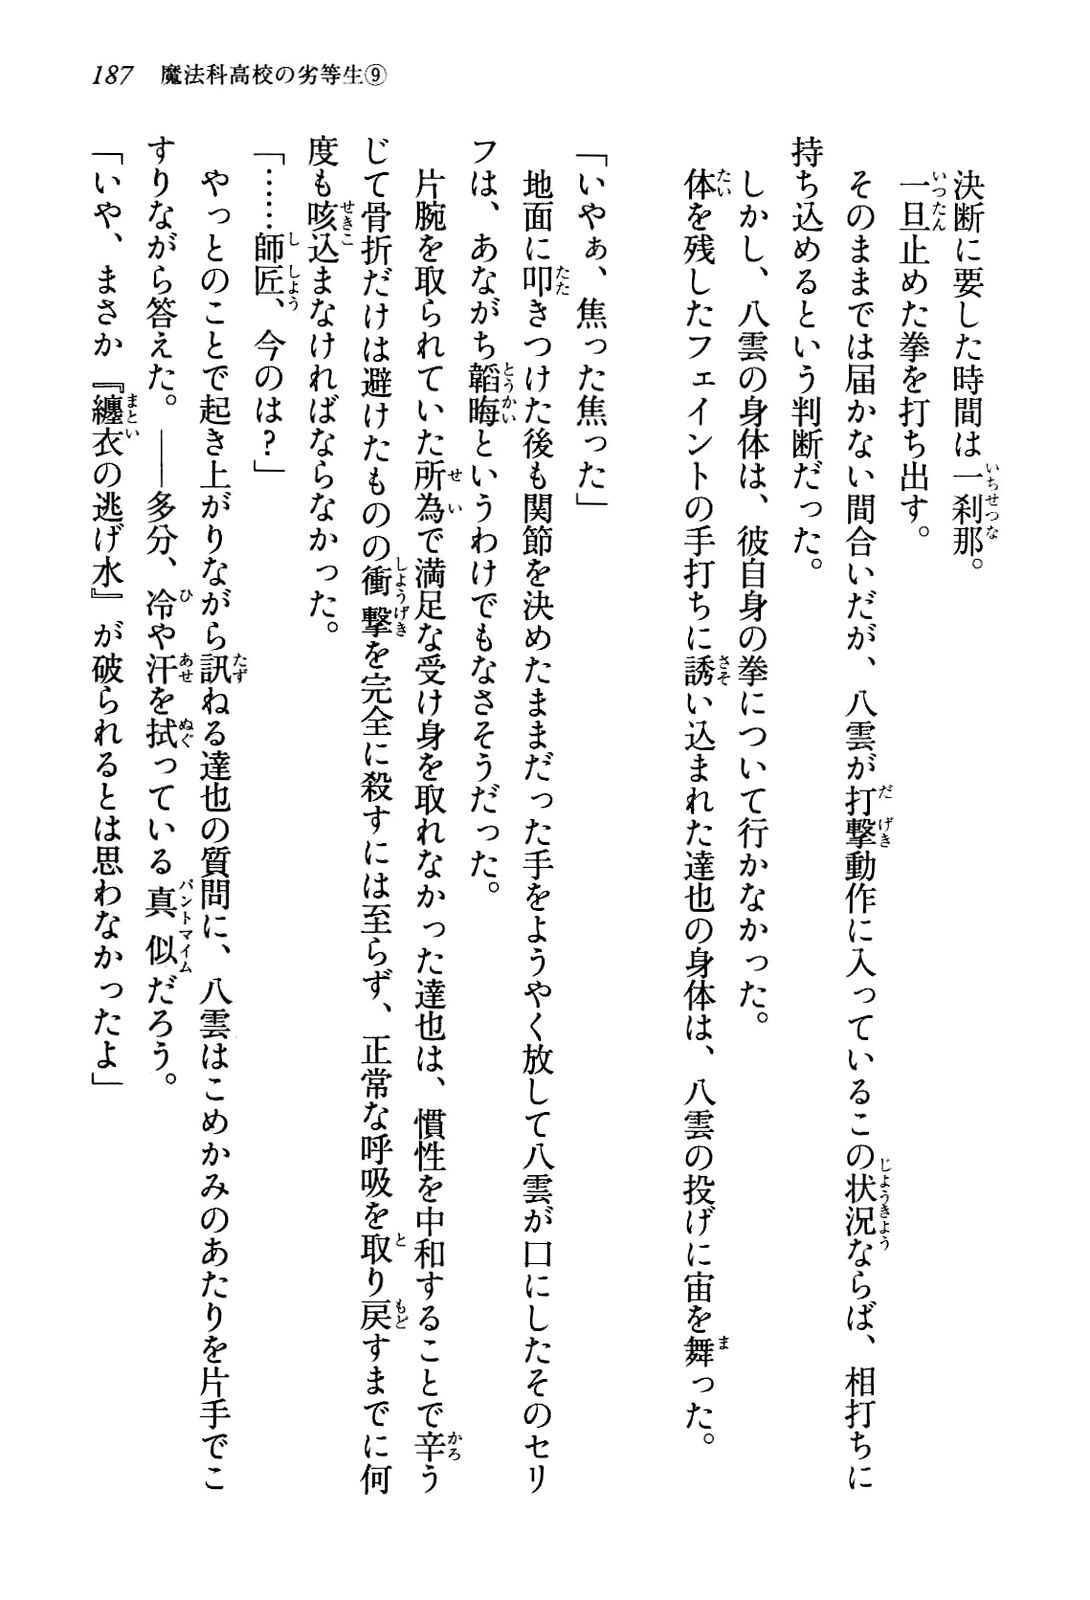 187　魔法科高校の劣等生⑨
決断に要した時間は一刹那。
一旦止めた拳を打ち出す。
そのままでは届かない間合いだが、八雲が打撃動作に入っているこの状況ならば、相打ちに
持ち込めるという判断だった。
しかし、八雲の身体は、彼自身の拳について行かなかった。
体を残したフェイントの手打ちに誘い込まれた達也の身体は、八雲の投げに宙を舞った。
「いやぁ、焦った焦った」
地面に叩きつけた後も関節を決めたままだった手をようやく放して八雲が口にしたそのセリ
フは、あながち韜晦というわけでもなさそうだった。
片腕を取られていた所為で満足な受け身を取れなかった達也は、慣性を中和することで辛う
じて骨折だけは避けたものの衝撃を完全に殺すには至らず、正常な呼吸を取り戻すまでに何
度も咳込まなければならなかった。
「……師匠、今のは？」
やっとのことで起き上がりながら訊ねる達也の質問に、八雲はこめかみのあたりを片手でこ
すりながら答えた。――多分、冷や汗を拭っている真似だろう。
「いや、まさか『纏衣の逃げ水』が破られるとは思わなかったよ」